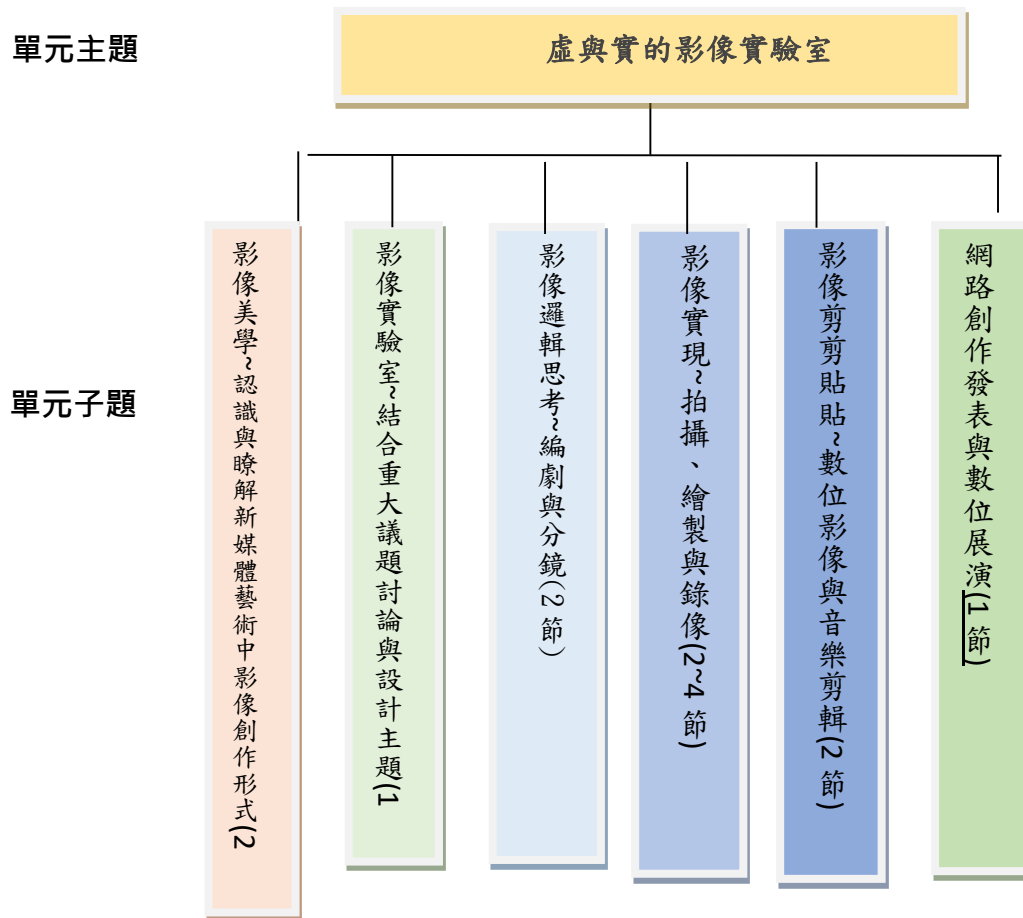 單元主題
虛與實的影像實驗室
單元子題
影像美學~認識與瞭解新媒體藝術中影像創作形式(2
影像實驗室~結合重大議題討論與設計主題(1
影像邏輯思考~編劇與分鏡(2節)
影像實現~拍攝、繪製與錄像(2~4節)
影像剪剪貼貼~數位影像與音樂剪輯(2節)
網路創作發表與數位展演(1節)